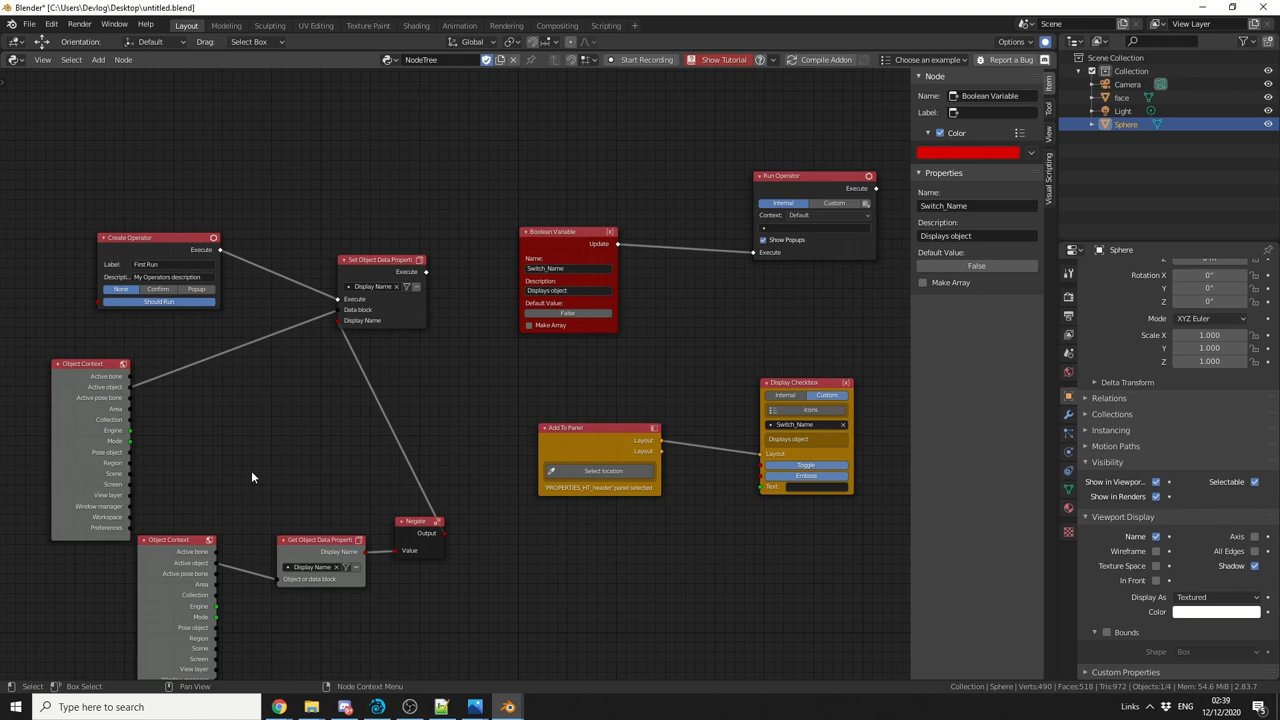 Blender* [C:\Users\Devlog\Desktop\untitled.blend]
File Edit Render Window Help Layout Modeling Sculpting UV Editing Texture Paint Shading Animation Rendering Compositing Scripting + Scene View Layer
Orientation: Default Drag: Select Box Global Options
View Select Add Node NodeTree Start Recording Show Tutorial Compile Addon Choose an example Report a Bug
Scene Collection
Collection
Camera
face
Light
Sphere
Node
Name: Boolean Variable
Label:
Color
Properties
Name:
Switch_Name
Description:
Displays object
Default Value:
False
Make Array
Item
Tool
View
Visual Scripting
Run Operator
Execute
Internal Custom
Context: Default
Show Popups
Execute
Create Operator
Execute
Label: First Run
Descripti.. My Operators description
None Confirm Popup
Should Run
Set Object Data Properti
Execute
Display Name
Execute
Data block
Display Name
Boolean Variable
Update
Name:
Switch_Name
Description:
Displays object
Default Value:
False
Make Array
Object Context
Active bone
Active object
Active pose bone
Area
Collection
Engine
Mode
Pose object
Region
Scene
Screen
View layer
Window manager
Workspace
Preferences
Display Checkbox
Internal Custom
Icons
Switch_Name
Displays object
Layout
Toggle
Emboss
Text:
Add To Panel
Layout
Layout
Select location
'PROPERTIES_HT_header' panel selected
Negate
Output
Value
Get Object Data Properti
Display Name
Display Name
Object or data block
Object Context
Active bone
Active object
Active pose bone
Area
Collection
Engine
Mode
Pose object
Region
Scene
Screen
View layer
Sphere
Rotation X 0°
Y 0°
Z 0°
Mode XYZ Euler
Scale X 1.000
Y 1.000
Z 1.000
Delta Transform
Relations
Collections
Instancing
Motion Paths
Visibility
Show in Viewport Selectable
Show in Renders
Viewport Display
Name Axis
Wireframe All Edges
Texture Space Shadow
In Front
Display As Textured
Color
Bounds
Shape Box
Custom Properties
Select Box Select Pan View Node Context Menu Collection | Sphere | Verts:490 | Faces:518 | Tris:972 | Objects:1/4 | Mem: 54.6 MiB | 2.83.7
Type here to search
Links ENG
02:39
12/12/2020